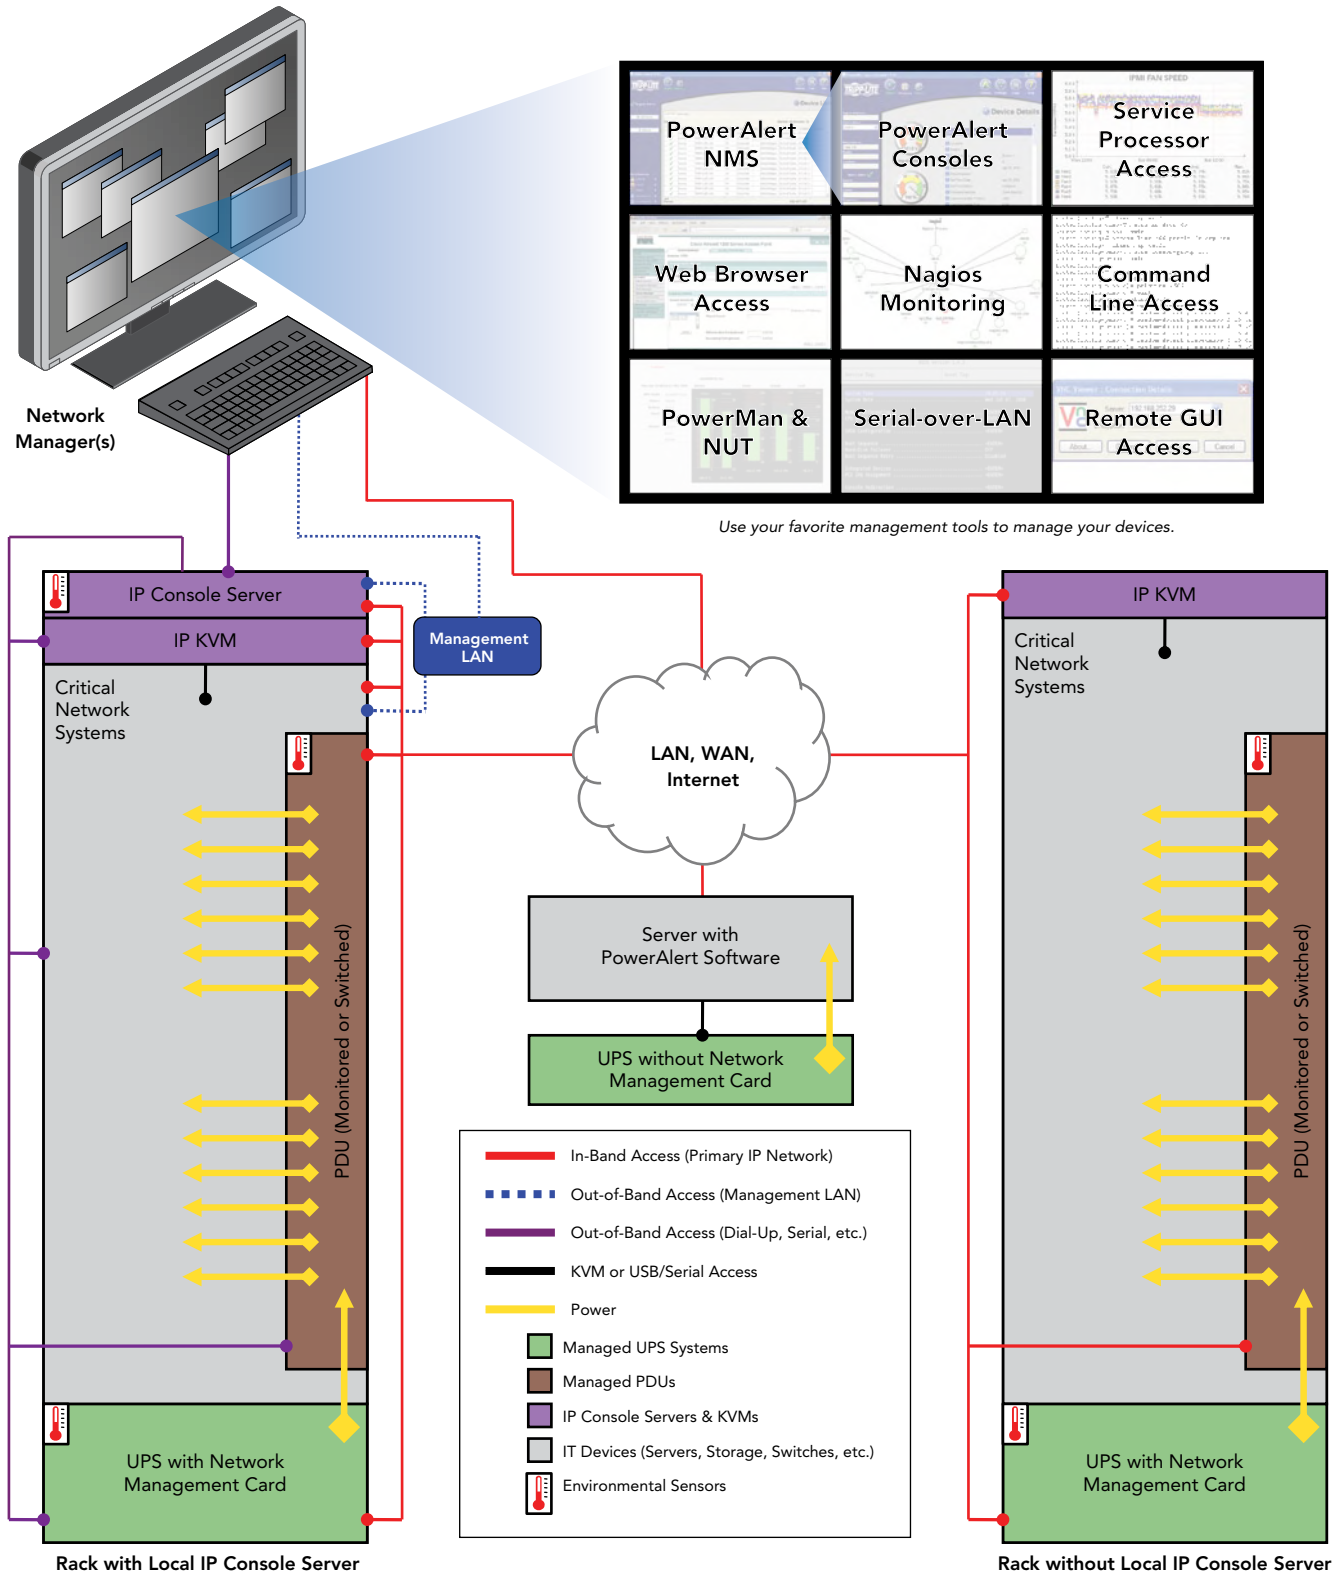 IPMI FAN SPEED
PowerAlert
NMS
PowerAlert
Consoles
Device Details
Service
Processor
Access
Web Browser
Access
Nagios
Monitoring
Command
Line Access
PowerMan &
NUT
Serial-over-LAN
Remote GUI
Access
Use your favorite management tools to manage your devices.
Network
Manager(s)
IP Console Server
IP KVM
Critical
Network
Systems
Management
LAN
LAN, WAN,
Internet
IP KVM
Critical
Network
Systems
PDU (Monitored or Switched)
Server with
PowerAlert Software
UPS without Network
Management Card
PDU (Monitored or Switched)
In-Band Access (Primary IP Network)
Out-of-Band Access (Management LAN)
Out-of-Band Access (Dial-Up, Serial, etc.)
KVM or USB/Serial Access
Power
Managed UPS Systems
Managed PDUs
IP Console Servers & KVMs
IT Devices (Servers, Storage, Switches, etc.)
Environmental Sensors
UPS with Network
Management Card
UPS with Network
Management Card
Rack with Local IP Console Server
Rack without Local IP Console Server